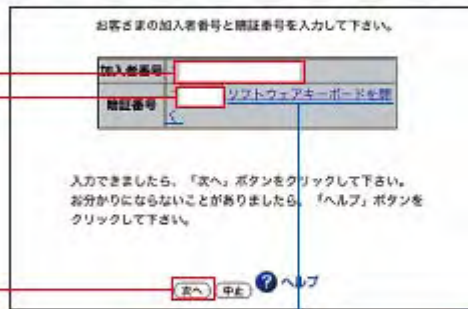 お客さまの加入者番号と暗証番号を入力して下さい。
加入者番号
暗証番号
ソフトウェアキーボードを開
く
入力できましたら、「次へ」ボタンをクリックして下さい。
お分かりにならないことがありましたら、「ヘルプ」ボタンを
クリックして下さい。
次へ 中止 ? ヘルプ